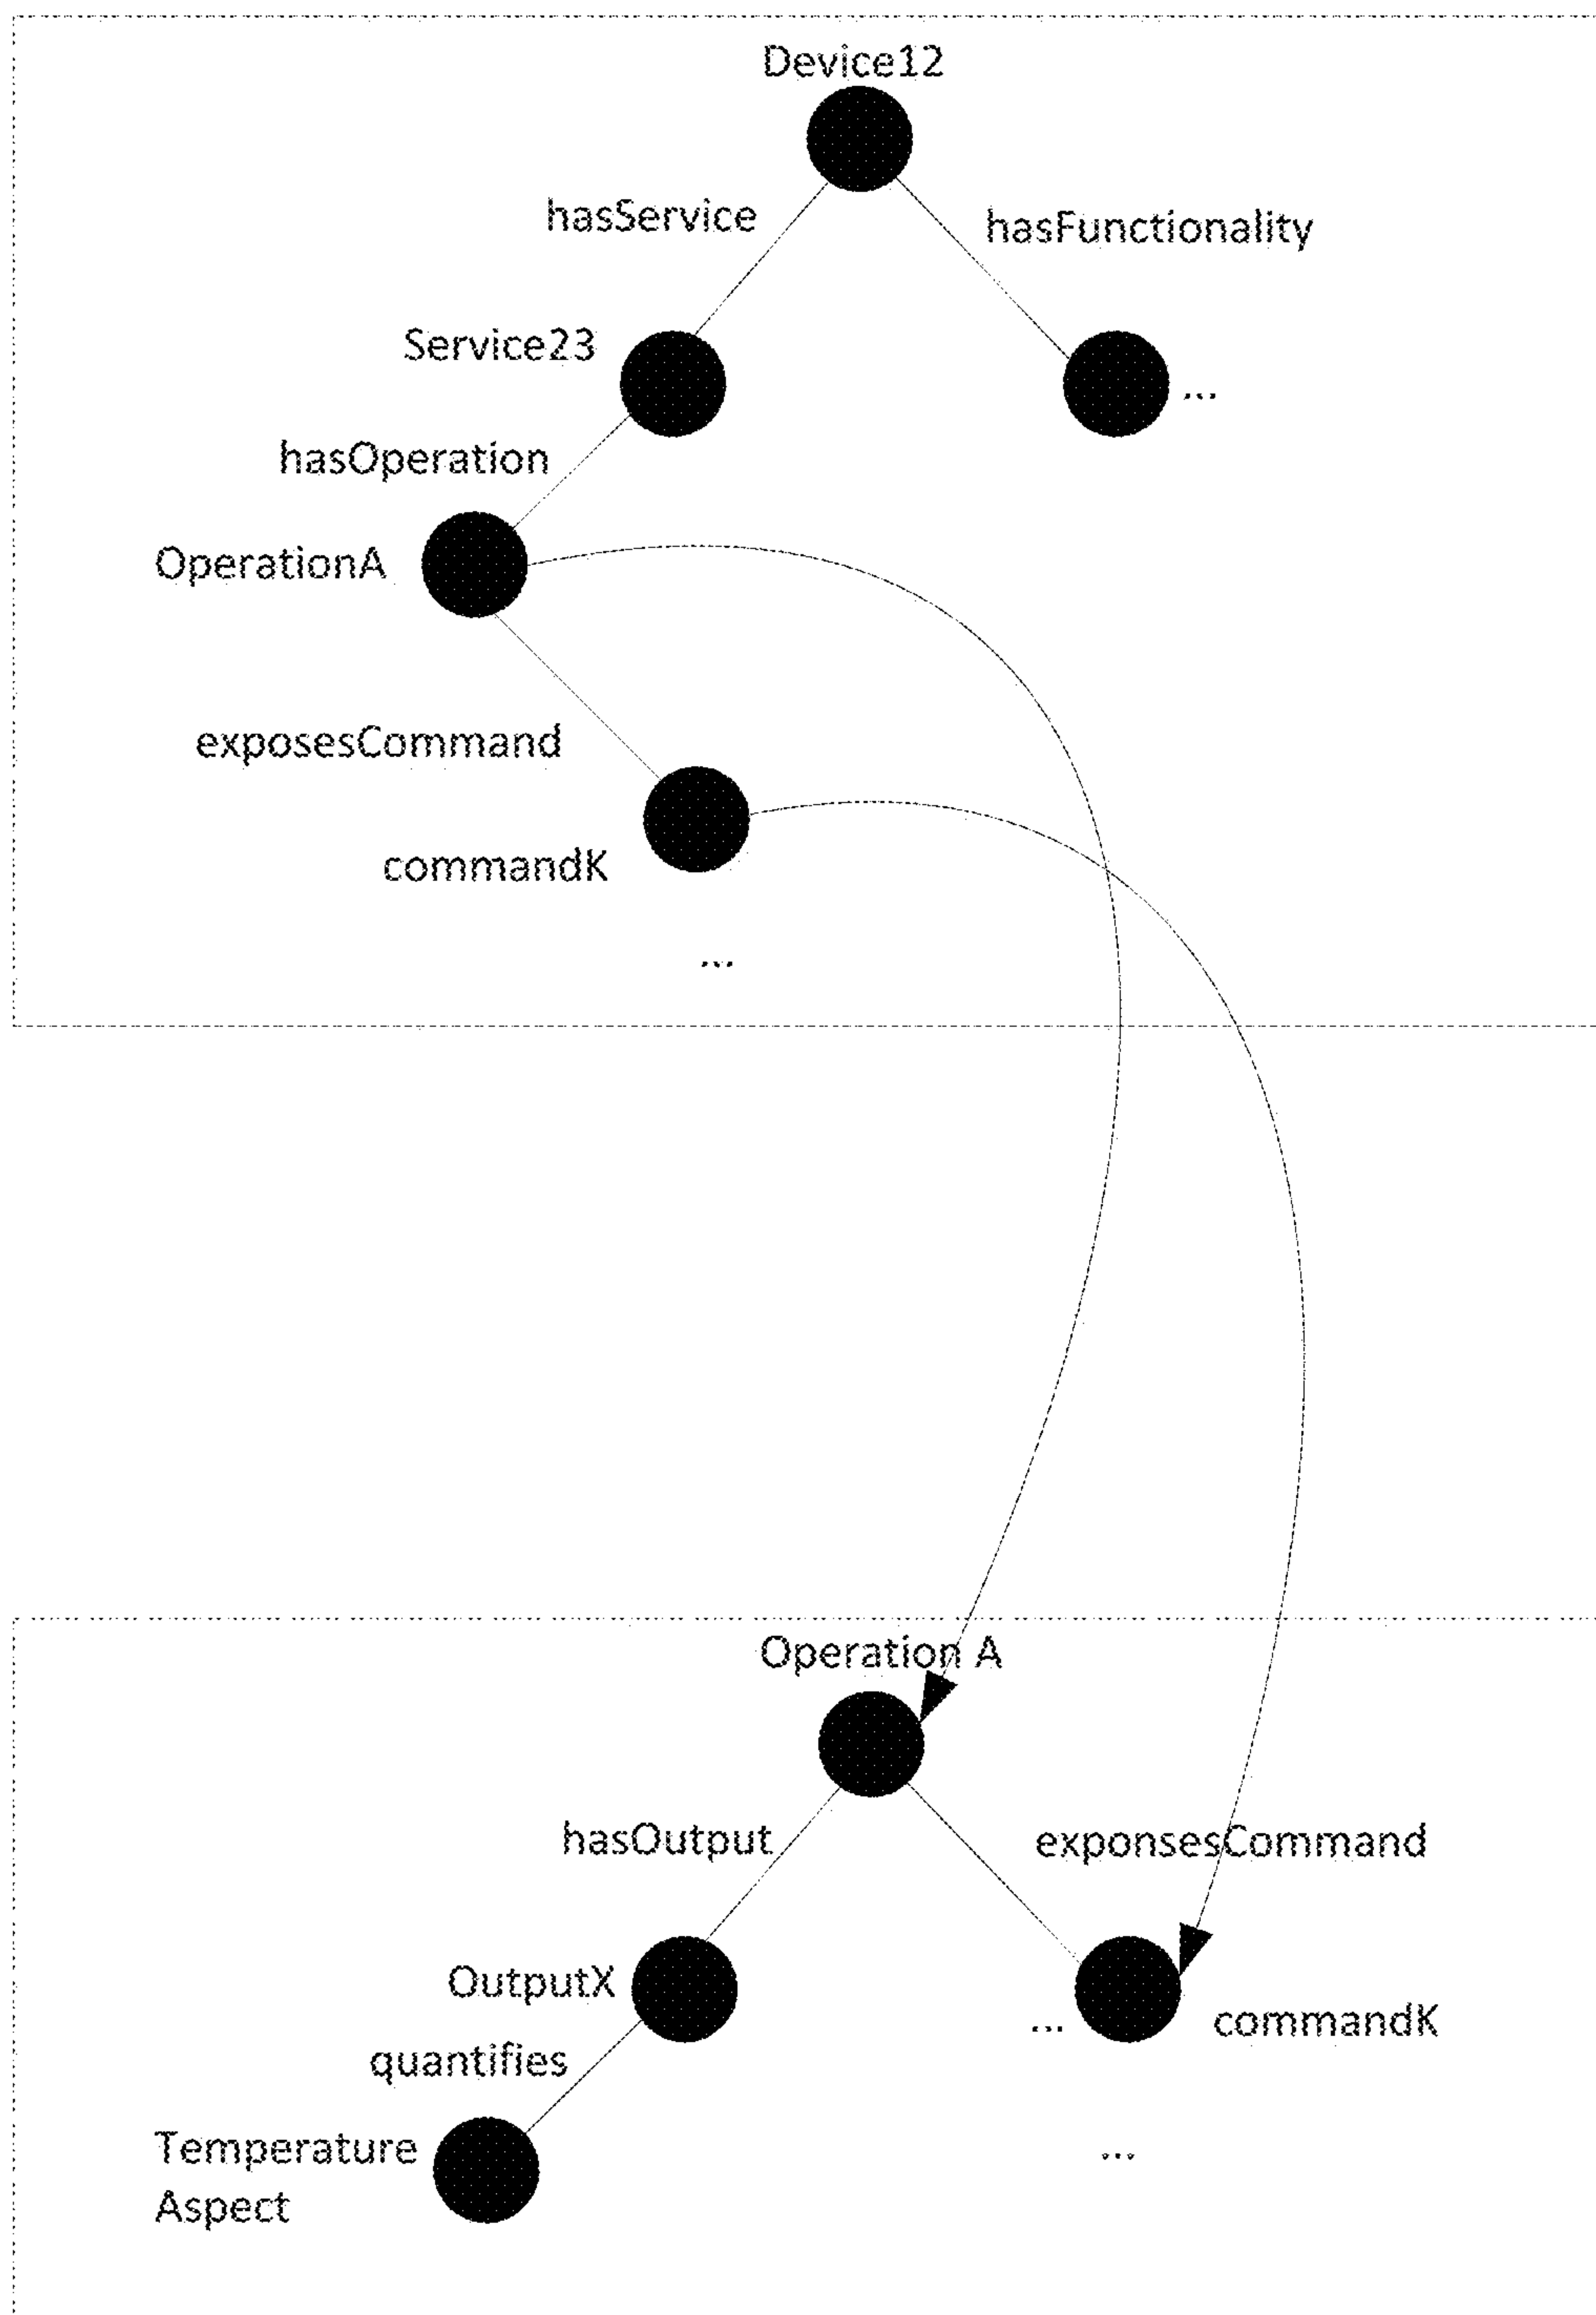 Device12
hasService
hasFunctionality
Service23
...
hasOperation
OperationA
exposesCommand
commandK
...
Operation A
hasOutput
exponsesCommand
OutputX
...
commandK
quantifies
Temperature
Aspect
...